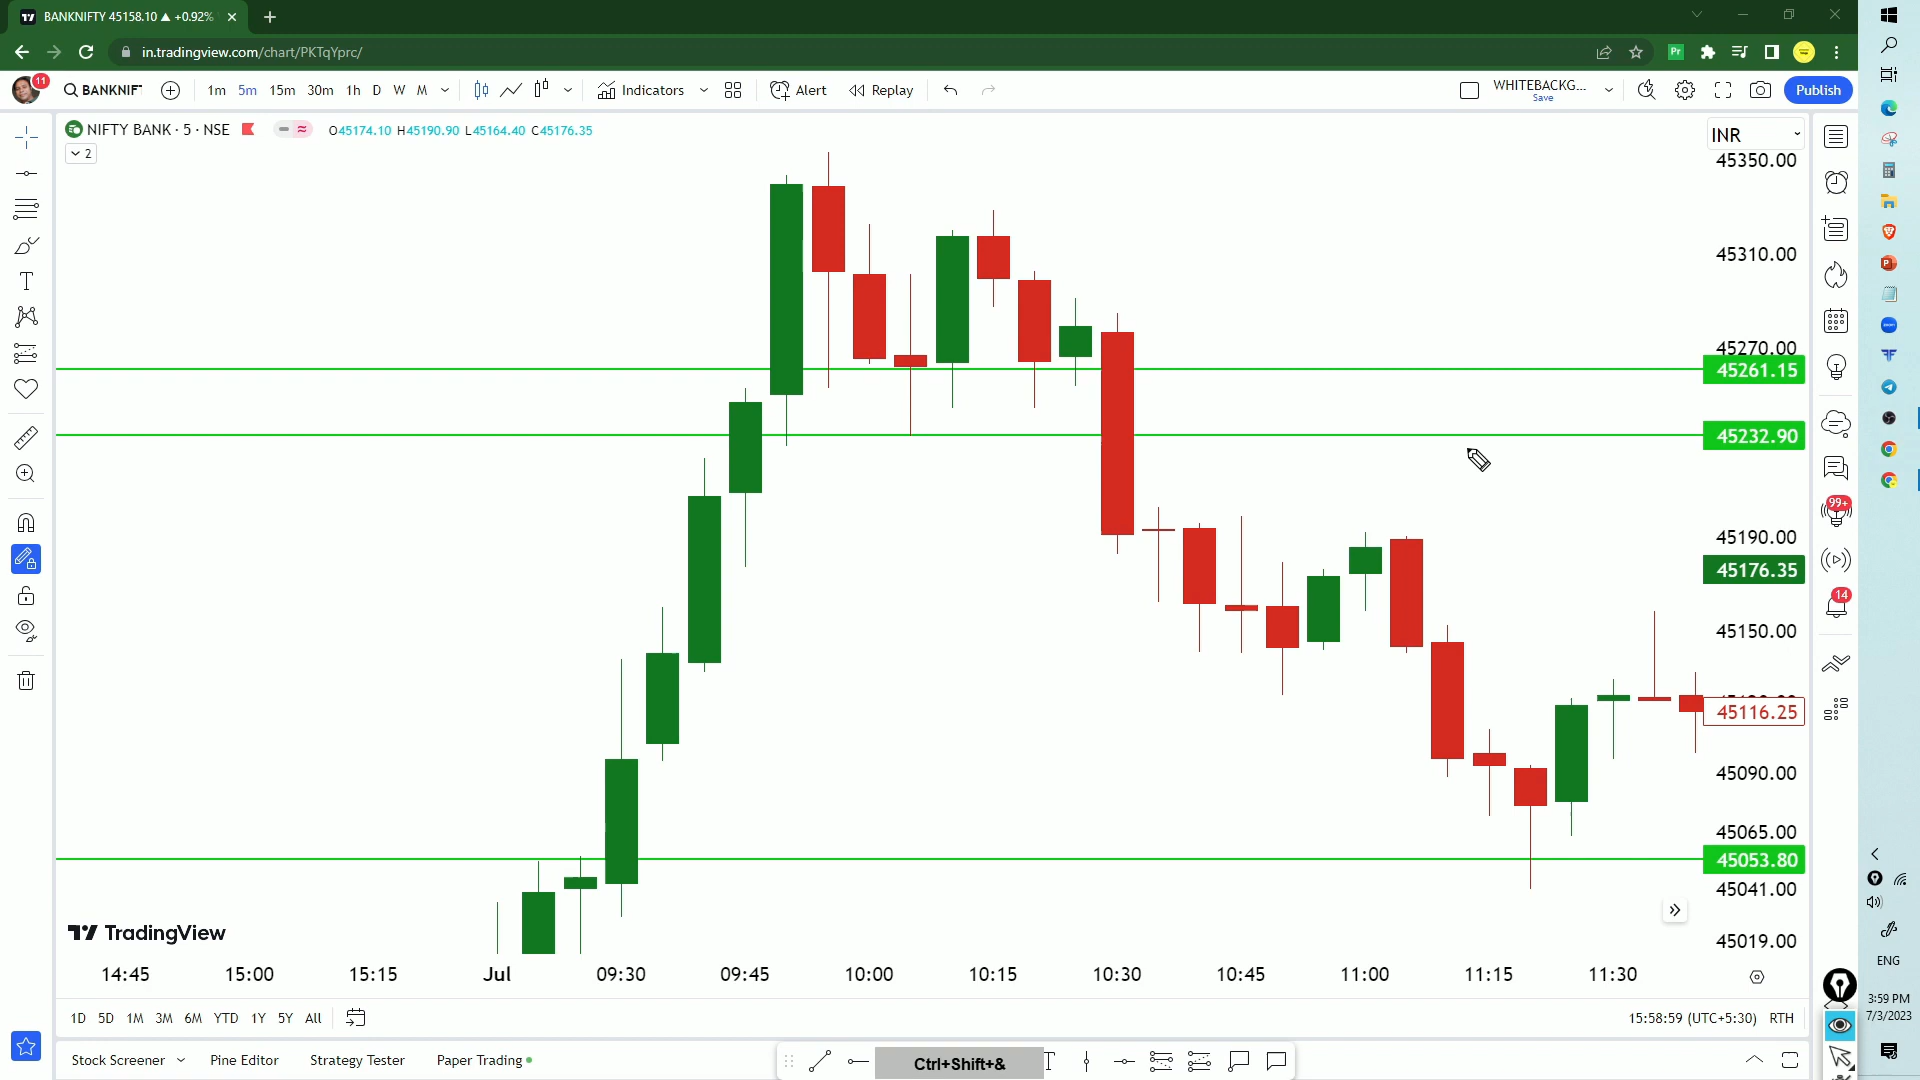 BANKNIFTY 45158.10 ▲ +0.92%
in.tradingview.com/chart/PKTqYprc/
11
BANKNIF
1m 5m 15m 30m 1h D W M
Indicators
Alert
Replay
WHITEBACKG...
Save
Publish
NIFTY BANK · 5 · NSE
O45174.10 H45190.90 L45164.40 C45176.35
2
INR
45350.00
45310.00
45270.00
45261.15
45232.90
45190.00
45176.35
45150.00
45116.25
45090.00
45065.00
45053.80
45041.00
45019.00
99+
14
TradingView
14:45 15:00 15:15 Jul 09:30 09:45 10:00 10:15 10:30 10:45 11:00 11:15 11:30
1D 5D 1M 3M 6M YTD 1Y 5Y All
15:58:59 (UTC+5:30) RTH
Stock Screener Pine Editor Strategy Tester Paper Trading
Ctrl+Shift+&
Pr
ENG
3:59 PM
7/3/2023